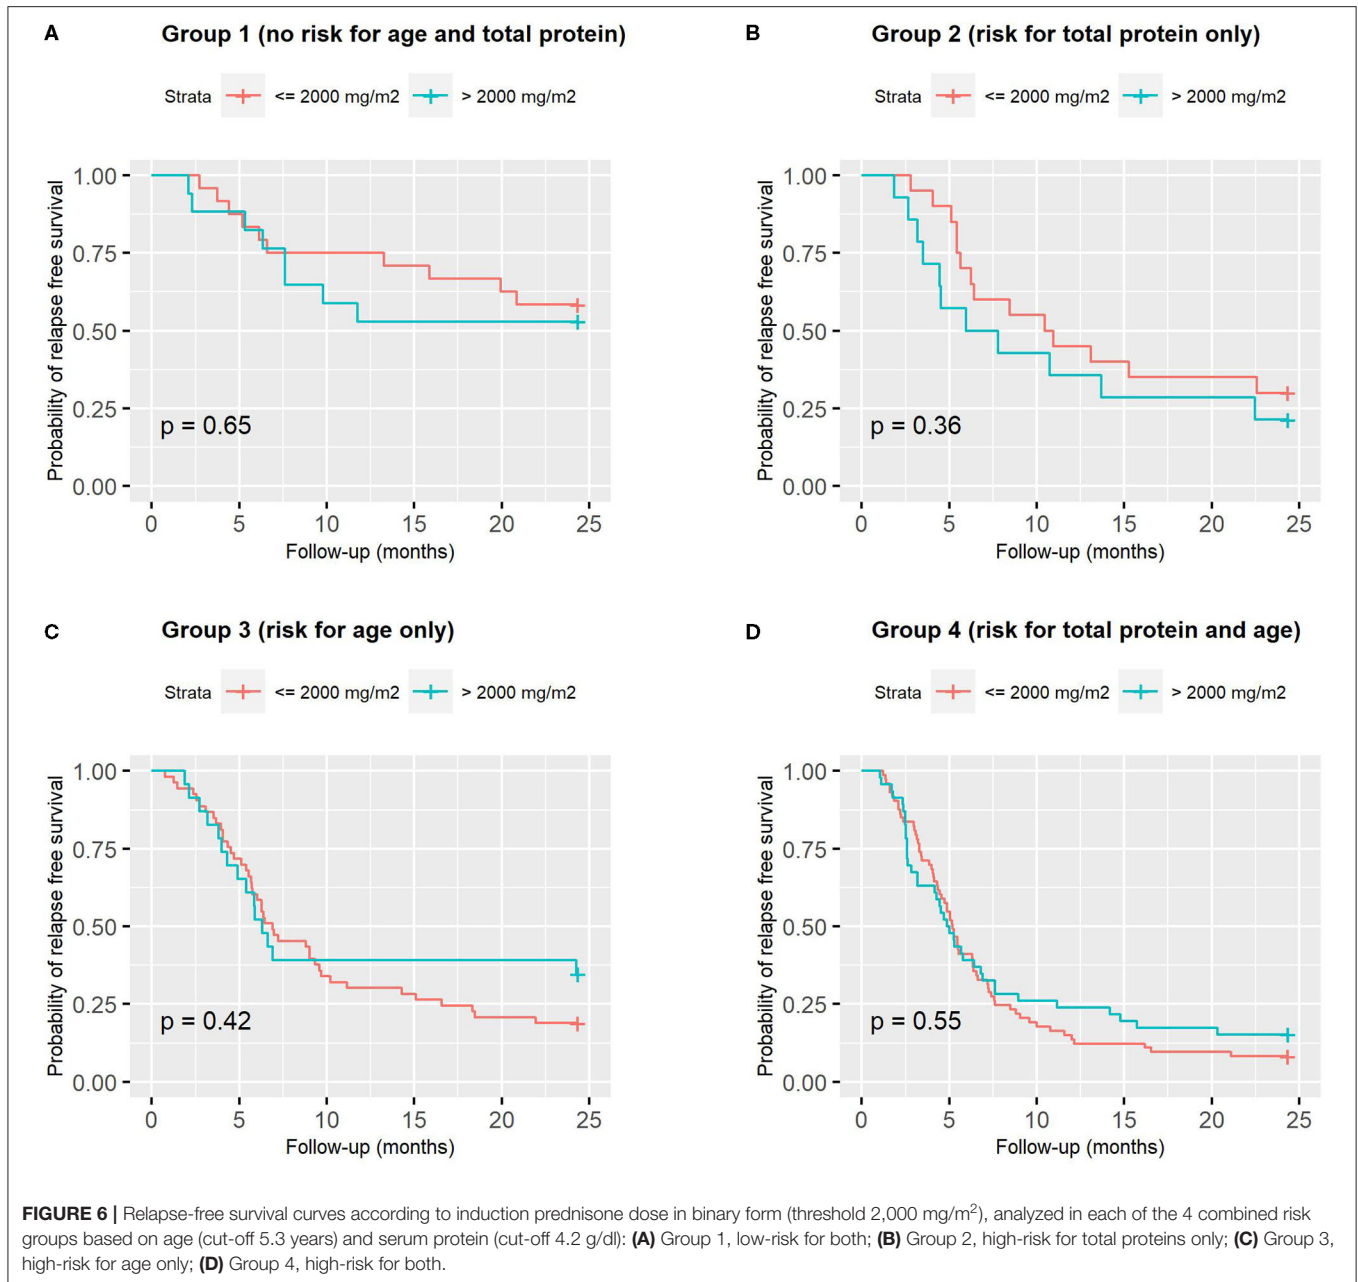 A Group 1 (no risk for age and total protein)
Strata <= 2000 mg/m2 > 2000 mg/m2
Probability of relapse free survival
1.00
0.75
0.50
0.25
0.00
p = 0.65
0 5 10 15 20 25
Follow-up (months)
B Group 2 (risk for total protein only)
Strata <= 2000 mg/m2 > 2000 mg/m2
Probability of relapse free survival
1.00
0.75
0.50
0.25
0.00
p = 0.36
0 5 10 15 20 25
Follow-up (months)
C Group 3 (risk for age only)
Strata <= 2000 mg/m2 > 2000 mg/m2
Probability of relapse free survival
1.00
0.75
0.50
0.25
0.00
p = 0.42
0 5 10 15 20 25
Follow-up (months)
D Group 4 (risk for total protein and age)
Strata <= 2000 mg/m2 > 2000 mg/m2
Probability of relapse free survival
1.00
0.75
0.50
0.25
0.00
p = 0.55
0 5 10 15 20 25
Follow-up (months)
FIGURE 6 | Relapse-free survival curves according to induction prednisone dose in binary form (threshold 2,000 mg/m²), analyzed in each of the 4 combined risk
groups based on age (cut-off 5.3 years) and serum protein (cut-off 4.2 g/dl): (A) Group 1, low-risk for both; (B) Group 2, high-risk for total proteins only; (C) Group 3,
high-risk for age only; (D) Group 4, high-risk for both.